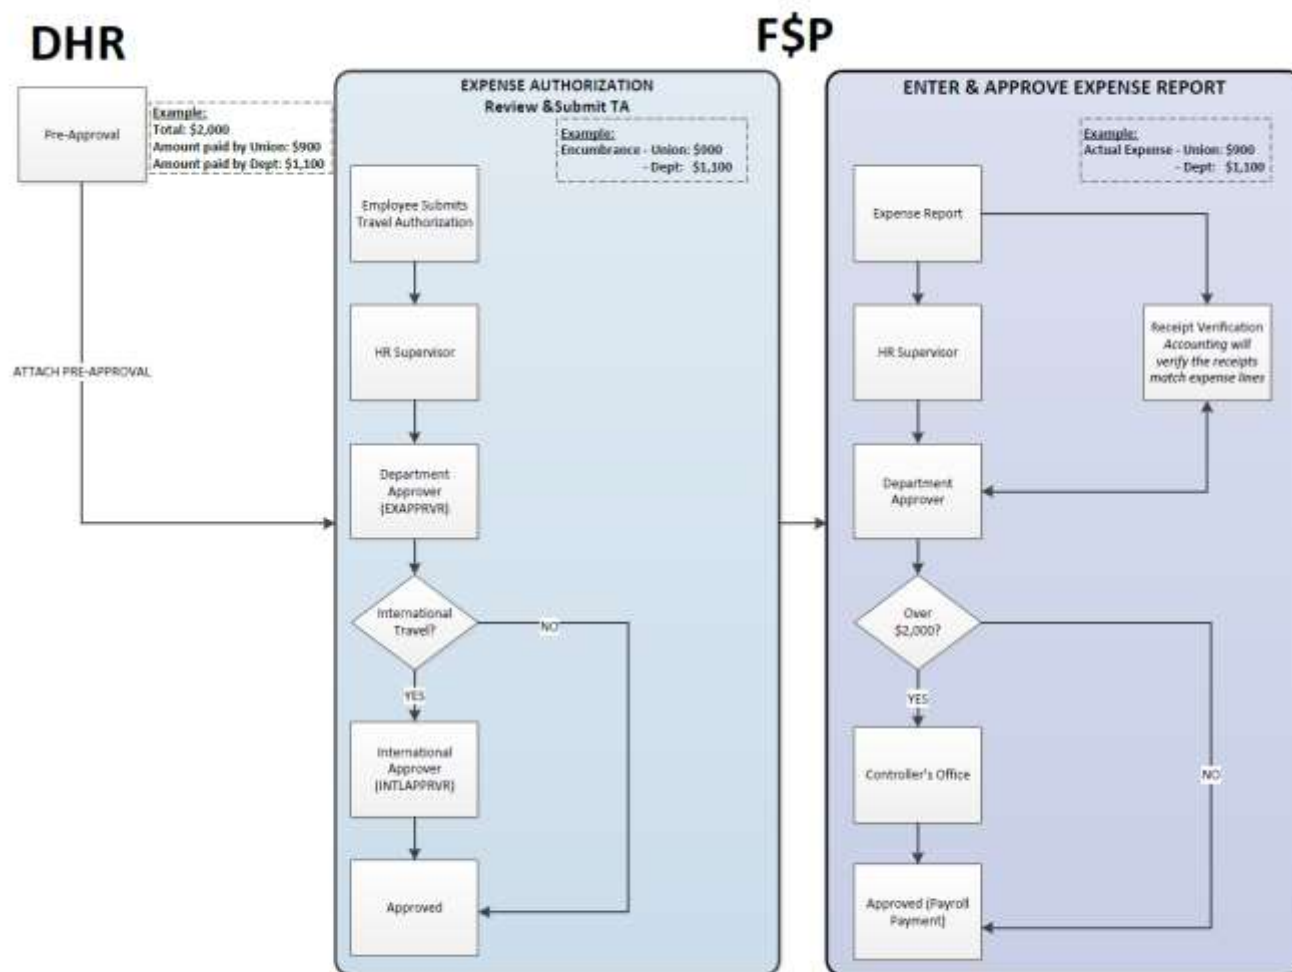 DHR
F$P
Pre-Approval
Example:
Total: $2,000
Amount paid by Union: $900
Amount paid by Dept: $1,100
ATTACH PRE-APPROVAL
EXPENSE AUTHORIZATION
Review &Submit TA
Example:
Encumbrance - Union: $900
- Dept: $1,100
Employee Submits
Travel Authorization
HR Supervisor
Department
Approver
(EXAPPRVR)
International
Travel?
NO
YES
International
Approver
(INTLAPPRVR)
Approved
ENTER & APPROVE EXPENSE REPORT
Example:
Actual Expense - Union: $900
- Dept: $1,100
Expense Report
HR Supervisor
Receipt Verification
Accounting will
verify the receipts
match expense lines
Department
Approver
Over
$2,000?
YES
NO
Controller's Office
Approved (Payroll
Payment)